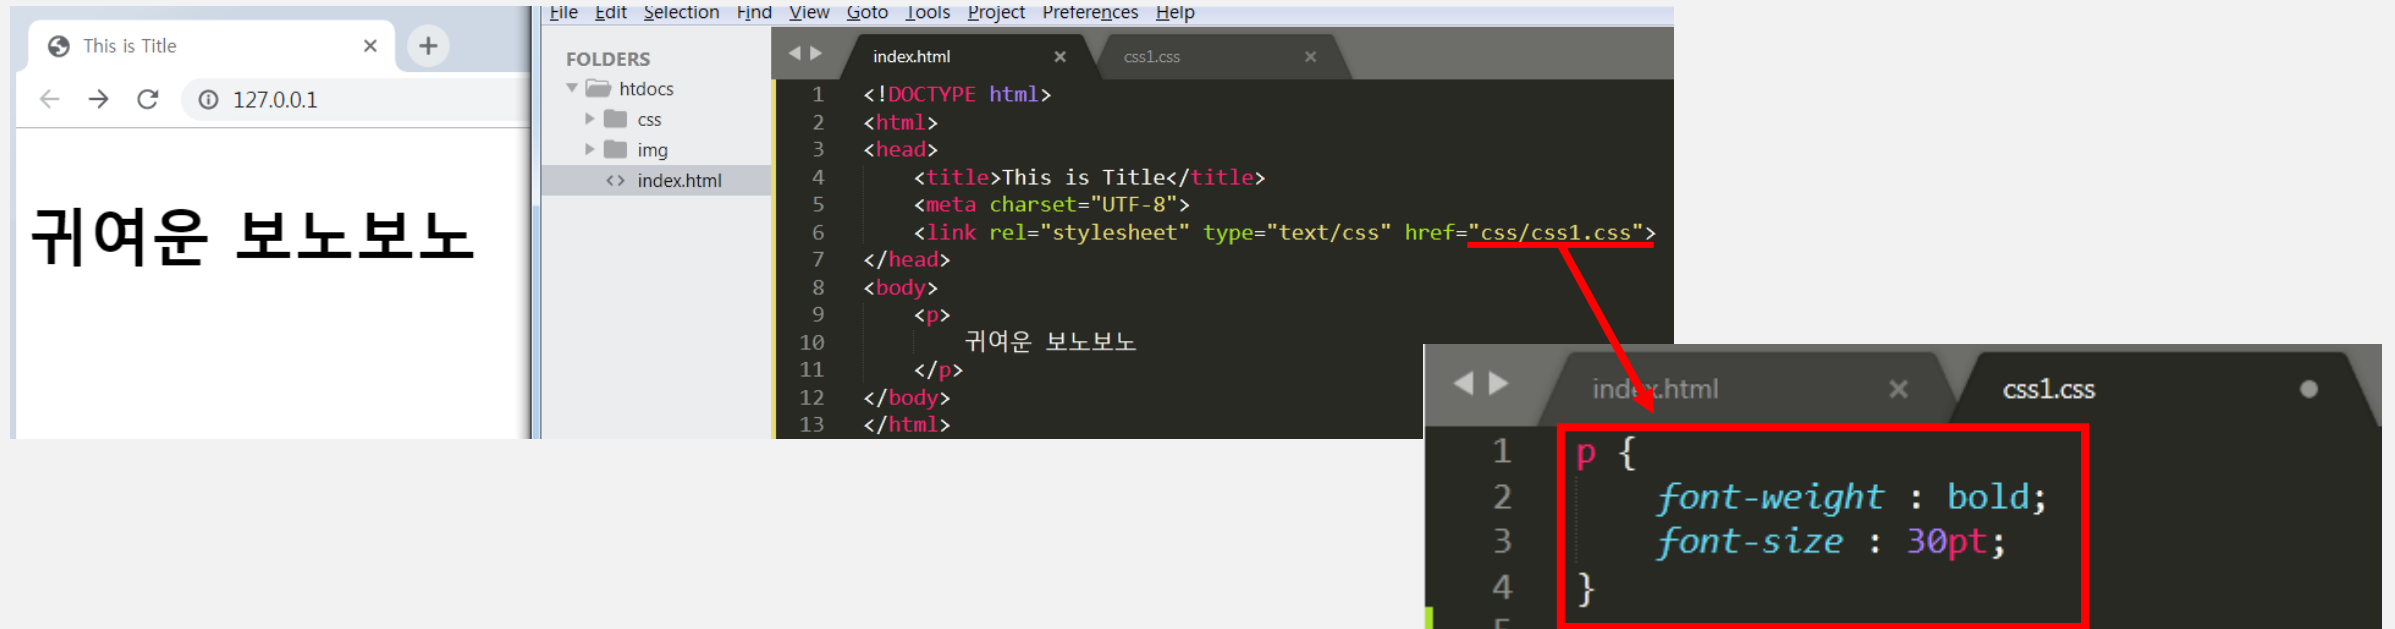 This is Title
127.0.0.1
귀여운 보노보노
File Edit Selection Find View Goto Tools Project Preferences Help
FOLDERS
htdocs
css
img
index.html
index.html css1.css
1 <!DOCTYPE html>
2 <html>
3 <head>
4 <title>This is Title</title>
5 <meta charset="UTF-8">
6 <link rel="stylesheet" type="text/css" href="css/css1.css">
7 </head>
8 <body>
9 <p>
10 귀여운 보노보노
11 </p>
12 </body>
13 </html>
index.html css1.css
1 p {
2 font-weight : bold;
3 font-size : 30pt;
4 }
5